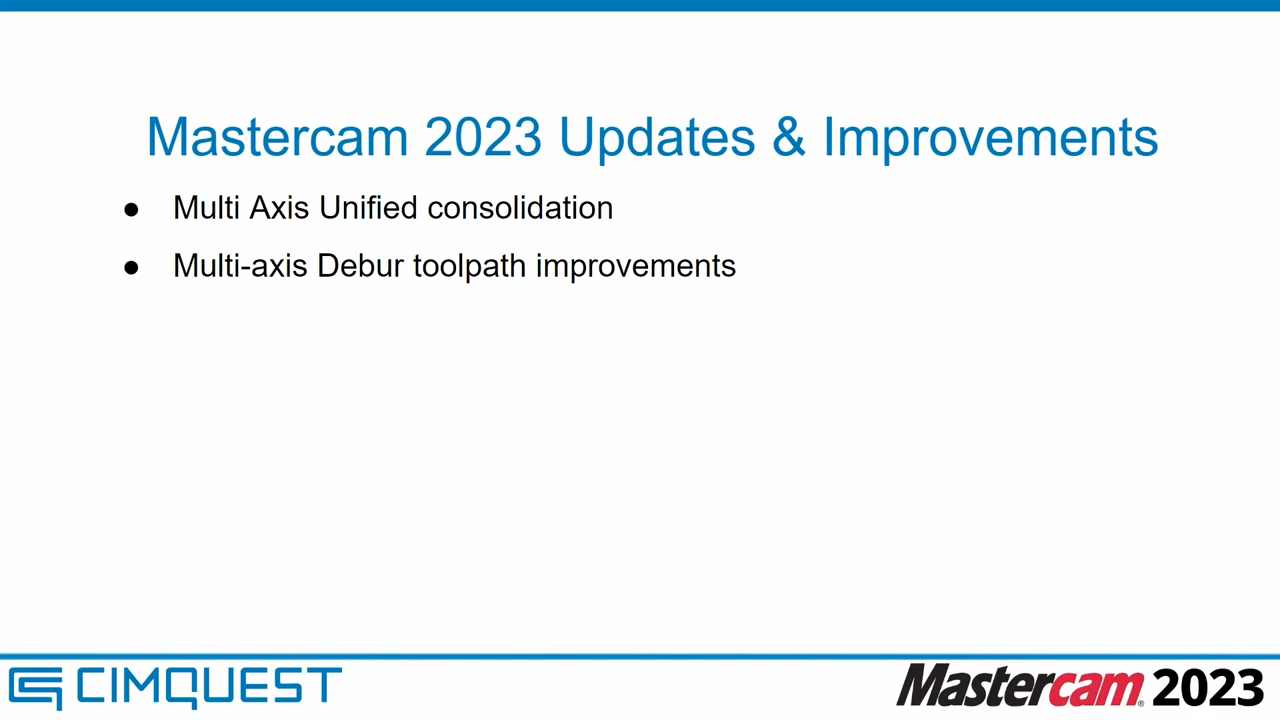 Mastercam 2023 Updates & Improvements
● Multi Axis Unified consolidation
● Multi-axis Debur toolpath improvements
CIMQUEST
Mastercam® 2023